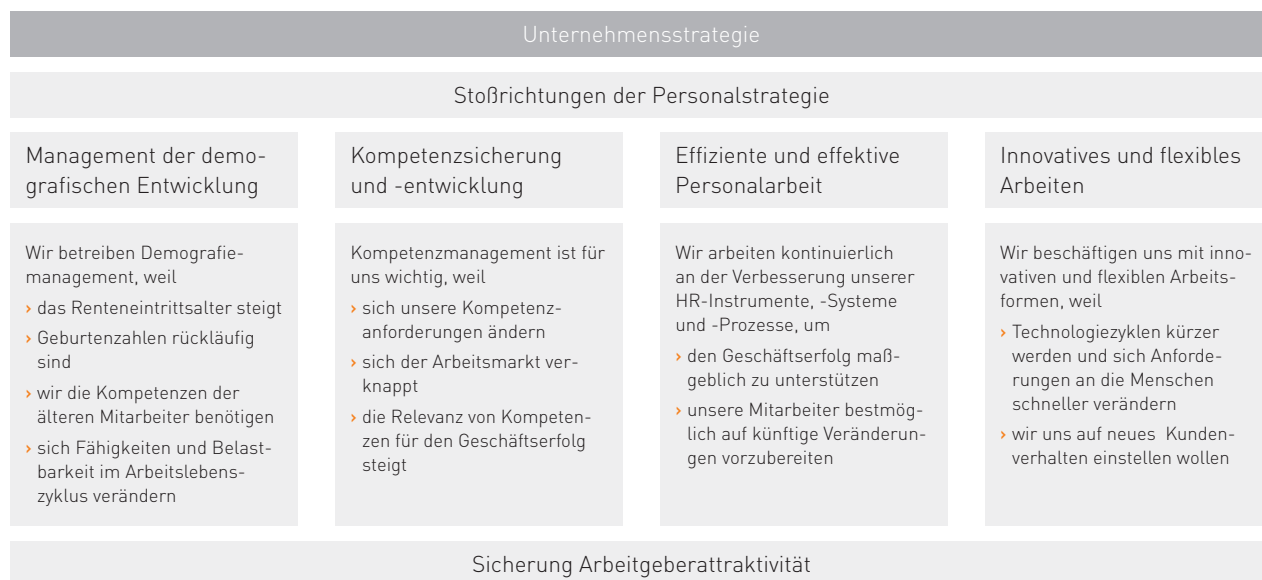 Unternehmensstrategie
Stoßrichtungen der Personalstrategie
Management der demo-
grafischen Entwicklung
Wir betreiben Demografie-
management, weil
› das Renteneintrittsalter steigt
› Geburtenzahlen rückläufig
sind
› wir die Kompetenzen der
älteren Mitarbeiter benötigen
› sich Fähigkeiten und Belast-
barkeit im Arbeitslebens-
zyklus verändern
Kompetenzsicherung
und -entwicklung
Kompetenzmanagement ist für
uns wichtig, weil
› sich unsere Kompetenz-
anforderungen ändern
› sich der Arbeitsmarkt ver-
knappt
› die Relevanz von Kompeten-
zen für den Geschäftserfolg
steigt
Effiziente und effektive
Personalarbeit
Wir arbeiten kontinuierlich
an der Verbesserung unserer
HR-Instrumente, -Systeme
und -Prozesse, um
› den Geschäftserfolg maß-
geblich zu unterstützen
› unsere Mitarbeiter bestmög-
lich auf künftige Veränderun-
gen vorzubereiten
Innovatives und flexibles
Arbeiten
Wir beschäftigen uns mit inno-
vativen und flexiblen Arbeits-
formen, weil
› Technologiezyklen kürzer
werden und sich Anforde-
rungen an die Menschen
schneller verändern
› wir uns auf neues Kunden-
verhalten einstellen wollen
Sicherung Arbeitgeberattraktivität